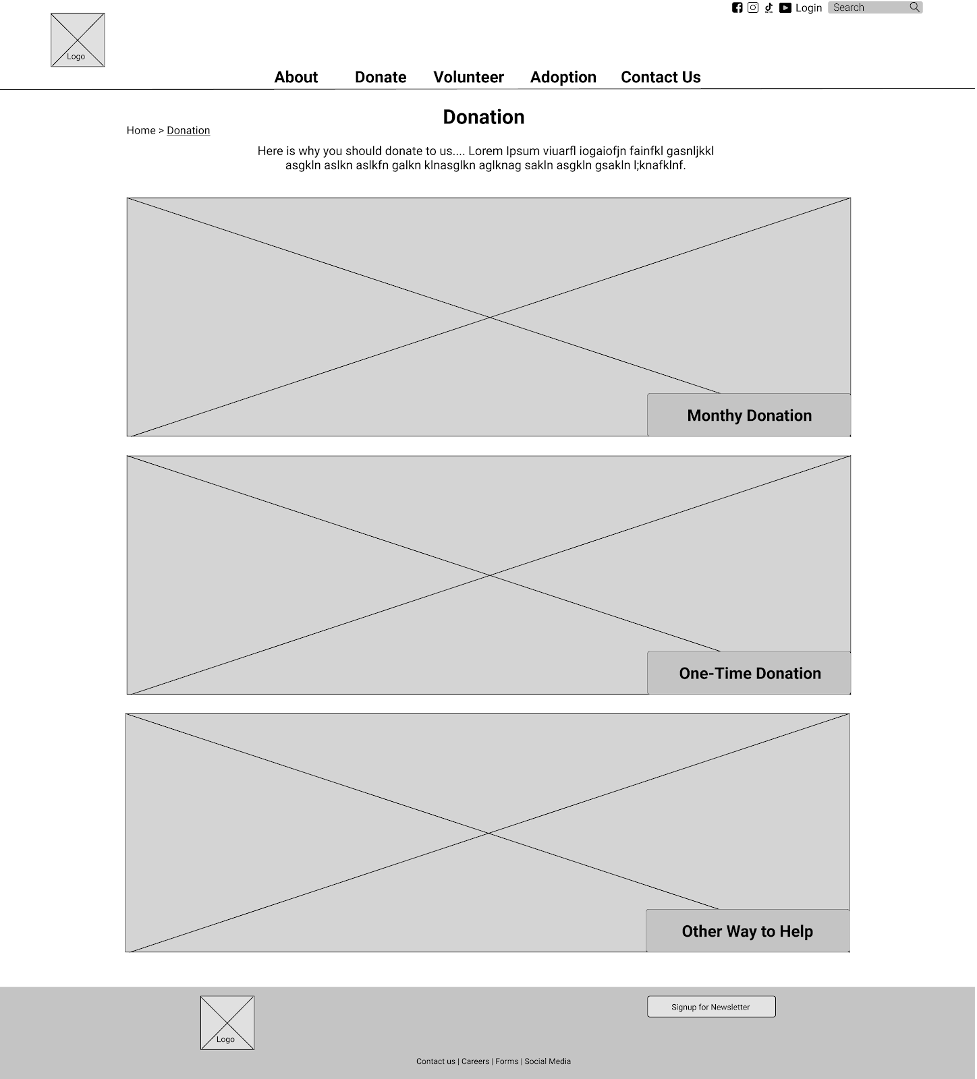 Login Search
Logo
About Donate Volunteer Adoption Contact Us
Donation
Home > Donation
Here is why you should donate to us.... Lorem Ipsum viuarfl iogaiofjn fainfkl gasnljkkl
asgkln aslkn aslkfn galkn klnasglkn aglknag sakln asgkln gsakln l;knafklnf.
Monthy Donation
One-Time Donation
Other Way to Help
Signup for Newsletter
Logo
Contact us | Careers | Forms | Social Media